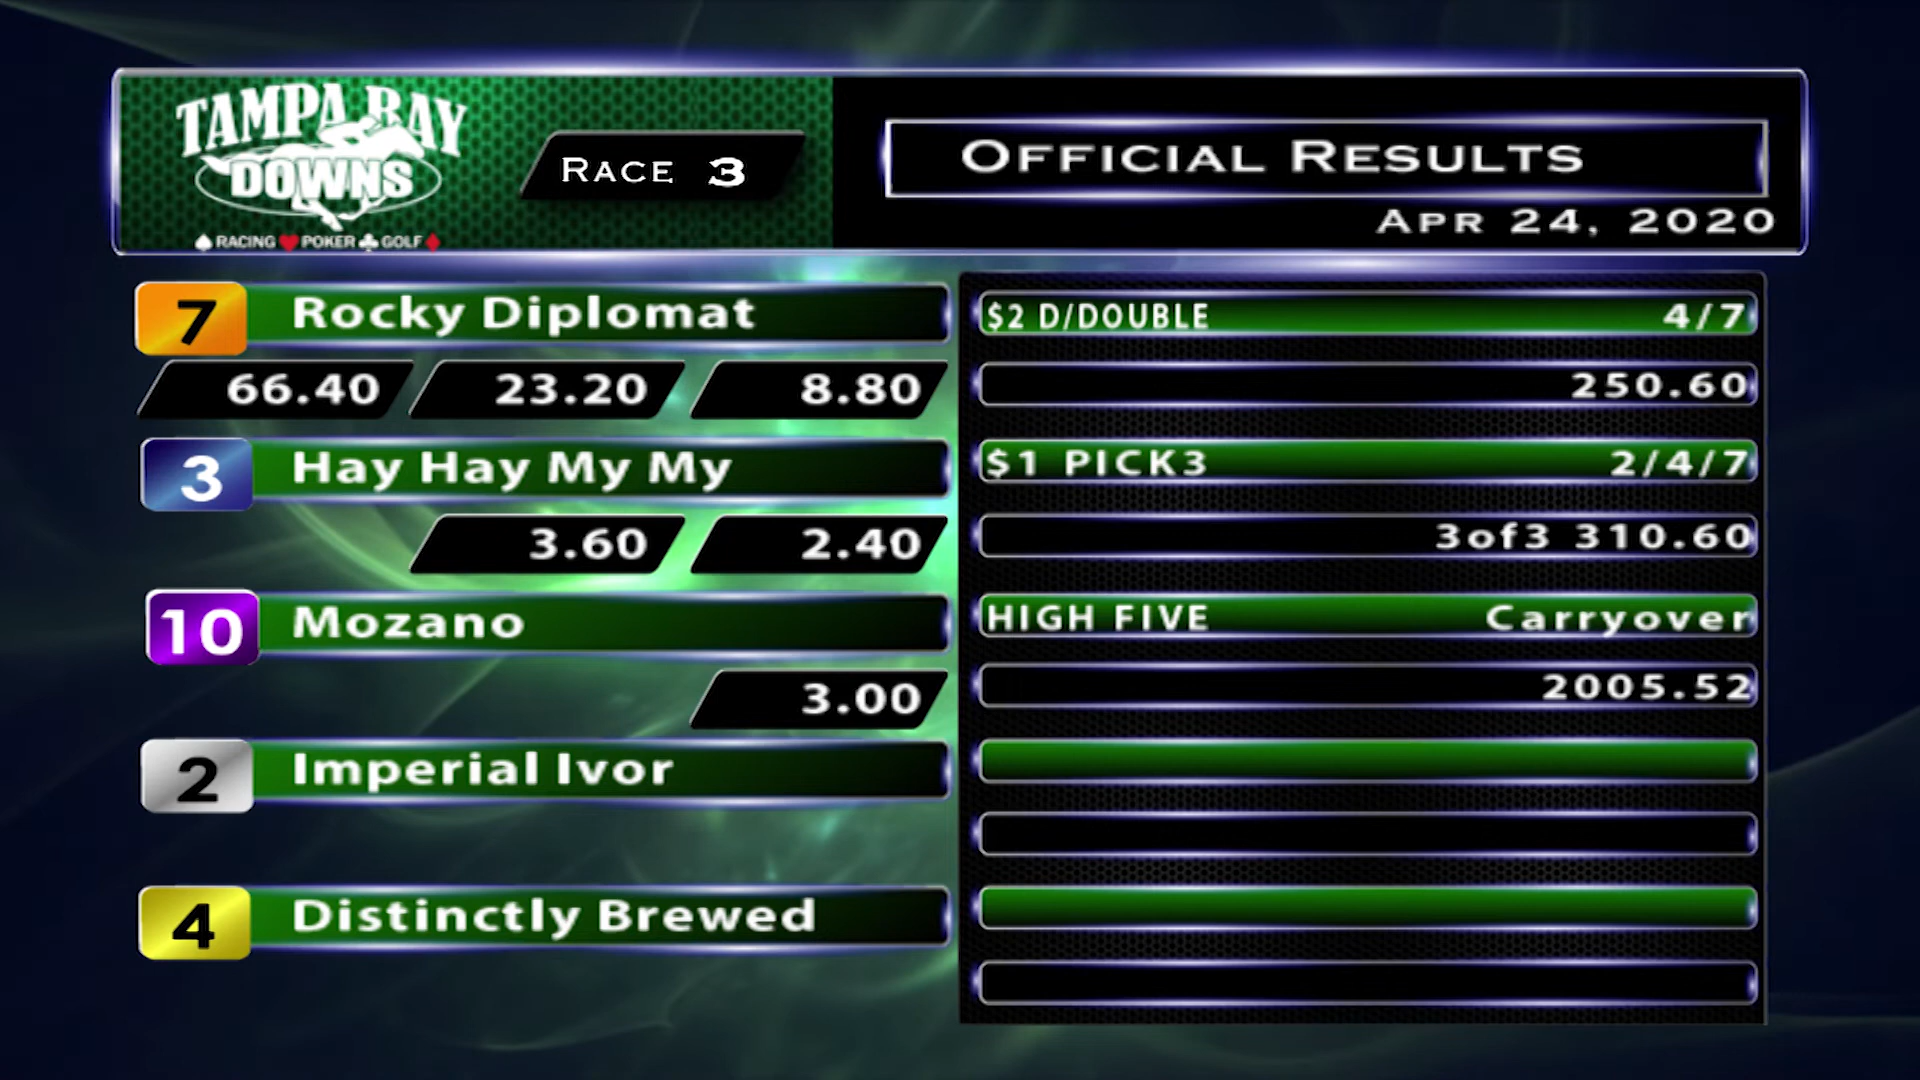 TAMPA BAY
DOWNS
RACING POKER GOLF
RACE 3
OFFICIAL RESULTS
APR 24, 2020
7 Rocky Diplomat
66.40 23.20 8.80
3 Hay Hay My My
3.60 2.40
10 Mozano
3.00
2 Imperial Ivor
4 Distinctly Brewed
$2 D/DOUBLE 4/7
250.60
$1 PICK3 2/4/7
3of3 310.60
HIGH FIVE Carryover
2005.52